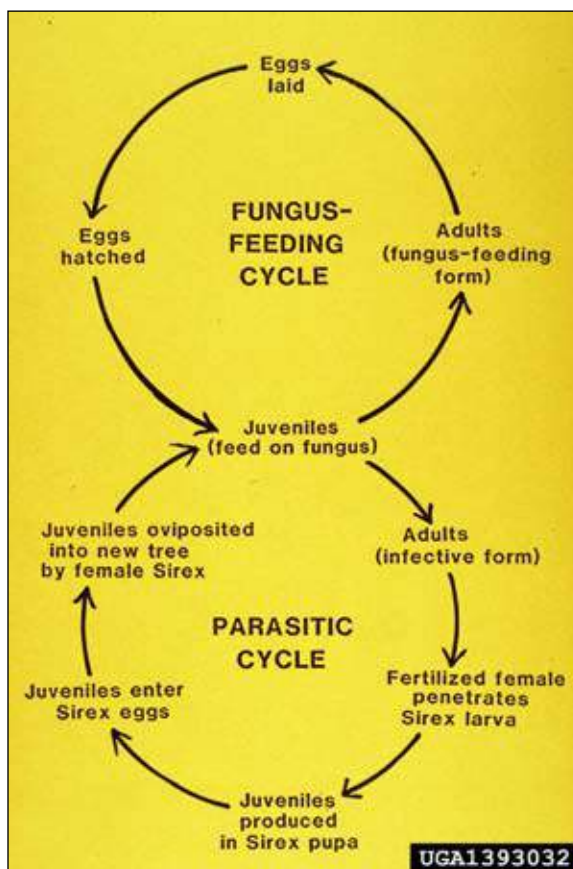 Eggs
laid
FUNGUS-
FEEDING
CYCLE
Eggs
hatched
Adults
(fungus-feeding
form)
Juveniles
(feed on fungus)
Juveniles oviposited
into new tree
by female Sirex
Adults
(infective form)
PARASITIC
CYCLE
Juveniles enter
Sirex eggs
Fertilized female
penetrates
Sirex larva
Juveniles
produced
in Sirex pupa
UGA1393032